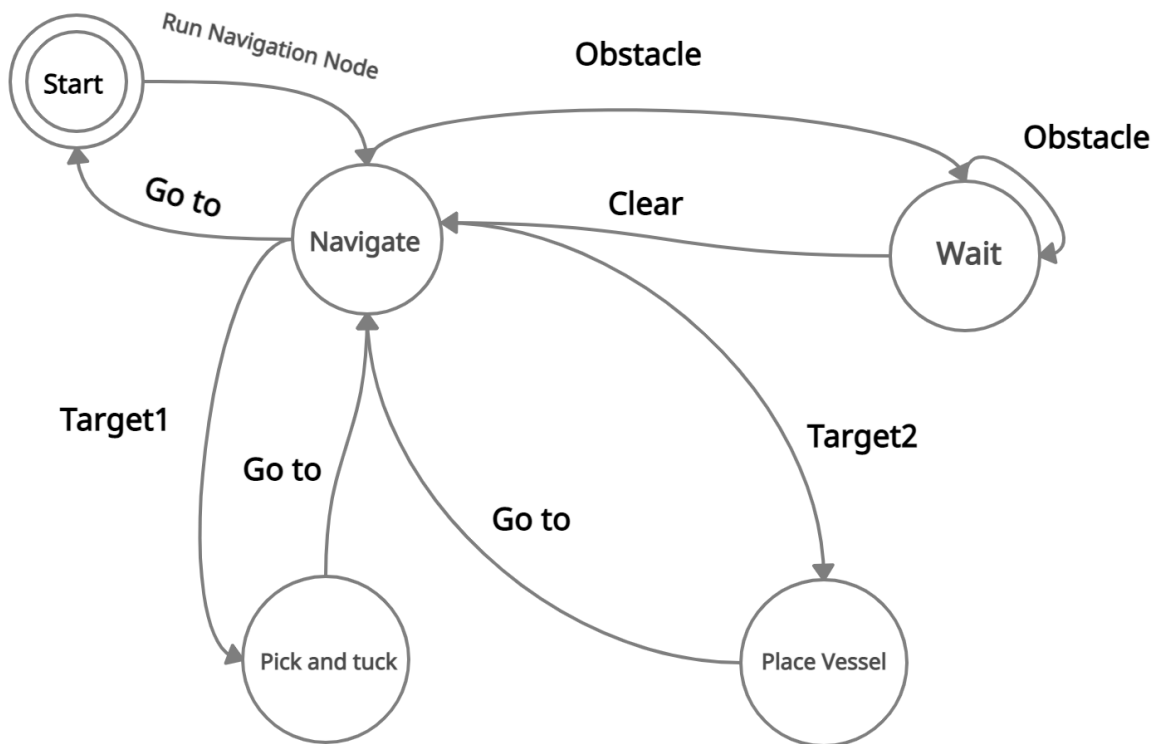 Run Navigation Node
Obstacle
Start
Obstacle
Go to
Clear
Navigate
Wait
Target1
Target2
Go to
Go to
Pick and tuck
Place Vessel